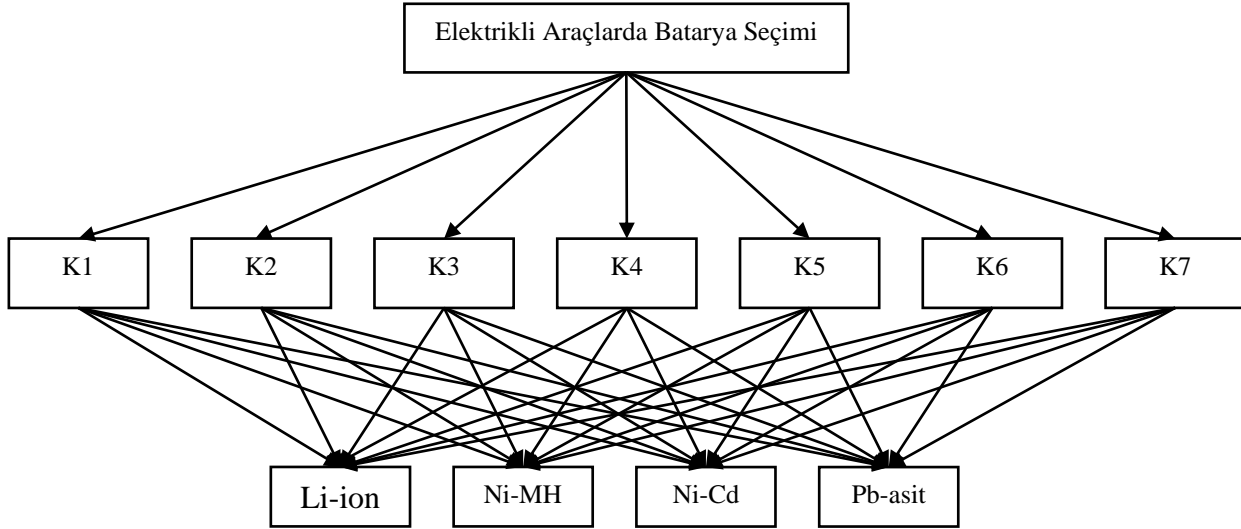 Elektrikli Araçlarda Batarya Seçimi
K1 K2 K3 K4 K5 K6 K7
Li-ion Ni-MH Ni-Cd Pb-asit